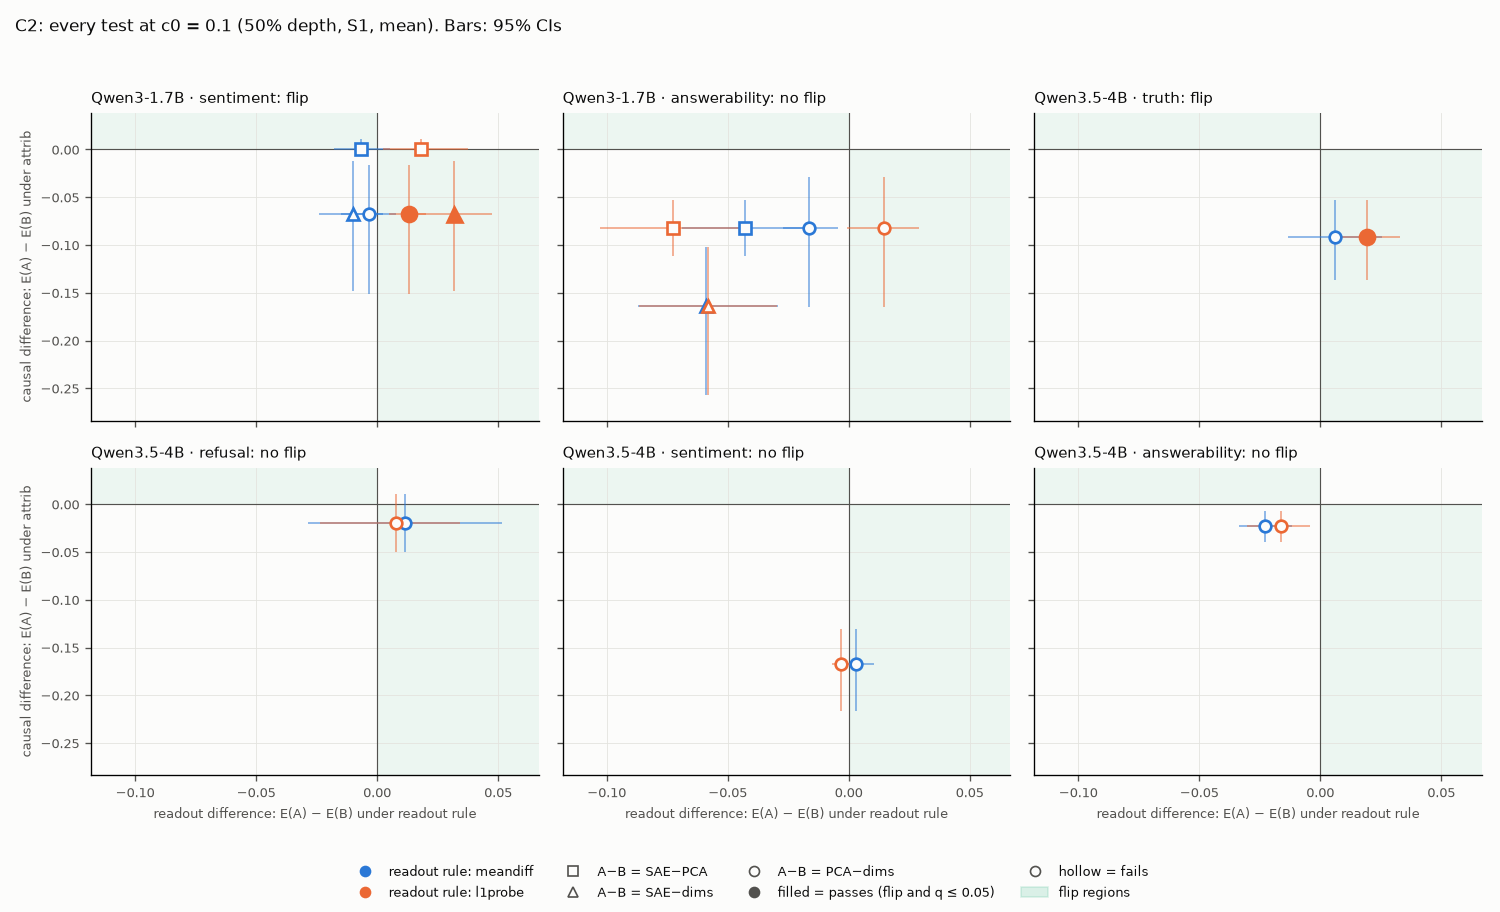 C2: every test at c0 = 0.1 (50% depth, S1, mean). Bars: 95% CIs
Qwen3-1.7B · sentiment: flip
Qwen3-1.7B · answerability: no flip
Qwen3.5-4B · truth: flip
causal difference: E(A) − E(B) under attrib
0.00
−0.05
−0.10
−0.15
−0.20
−0.25
Qwen3.5-4B · refusal: no flip
Qwen3.5-4B · sentiment: no flip
Qwen3.5-4B · answerability: no flip
causal difference: E(A) − E(B) under attrib
0.00
−0.05
−0.10
−0.15
−0.20
−0.25
−0.10 −0.05 0.00 0.05
−0.10 −0.05 0.00 0.05
−0.10 −0.05 0.00 0.05
readout difference: E(A) − E(B) under readout rule
readout difference: E(A) − E(B) under readout rule
readout difference: E(A) − E(B) under readout rule
readout rule: meandiff
A−B = SAE−PCA
A−B = PCA−dims
hollow = fails
readout rule: l1probe
A−B = SAE−dims
filled = passes (flip and q ≤ 0.05)
flip regions